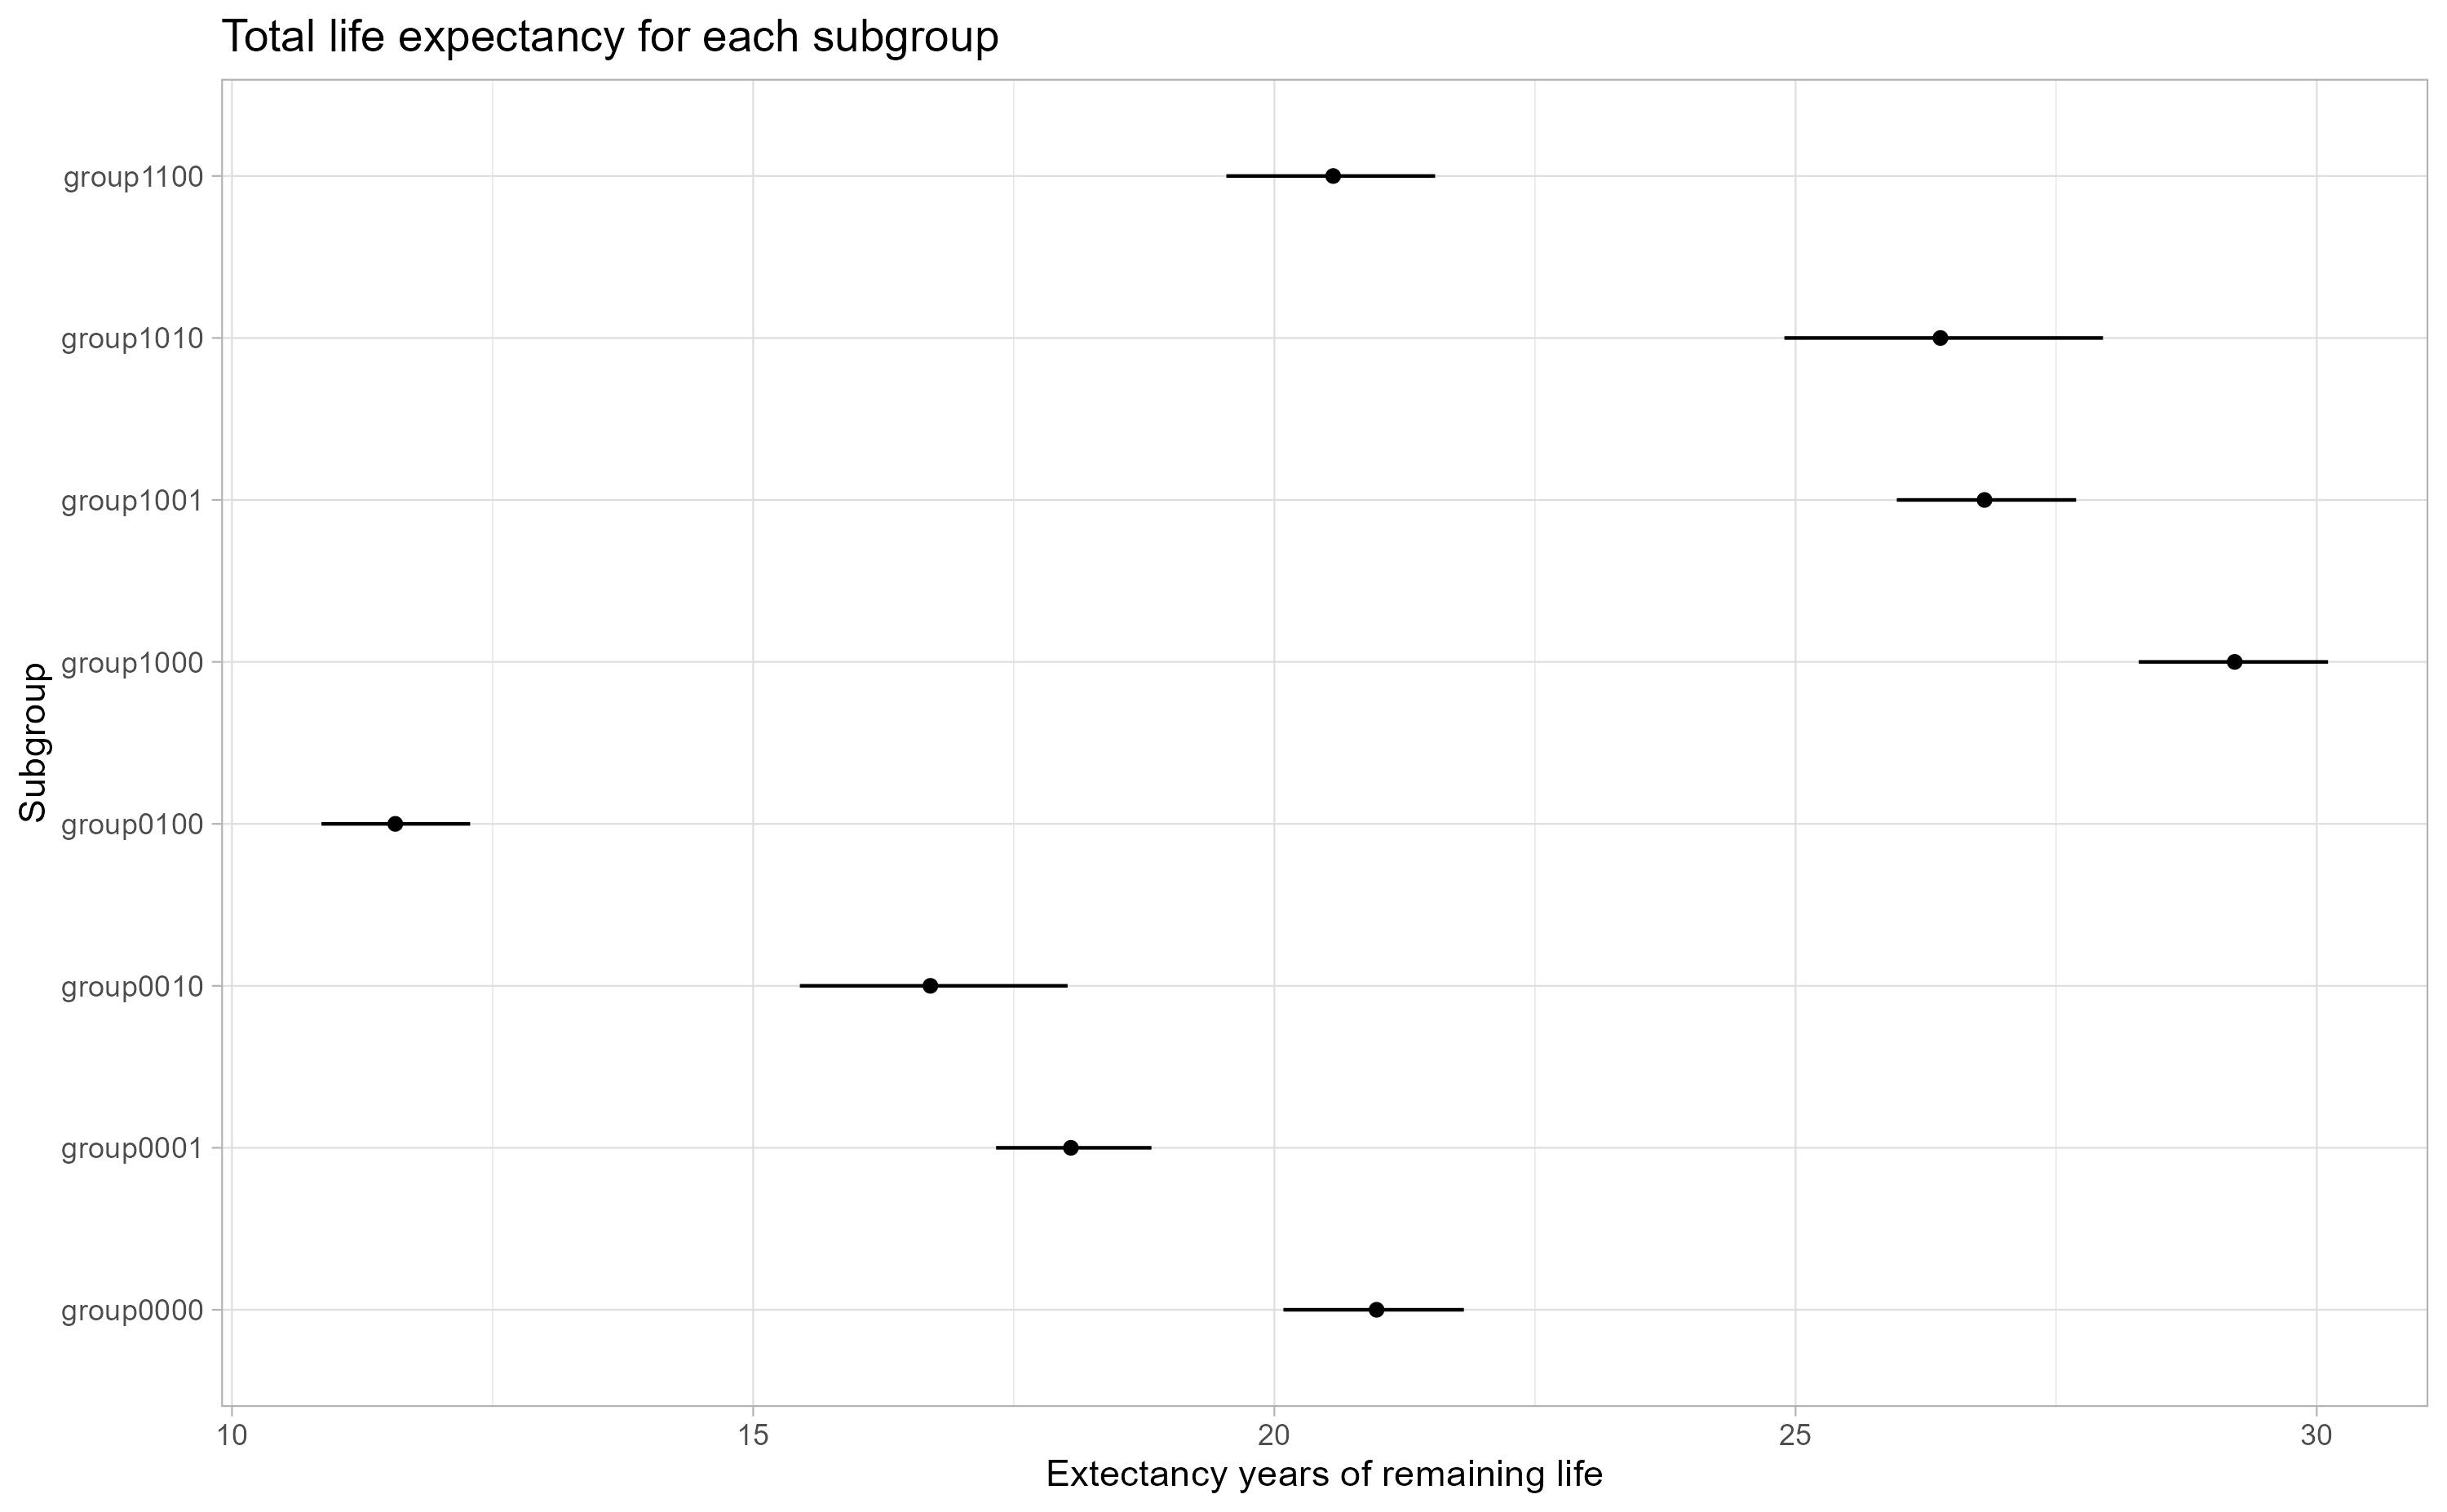 Total life expectancy for each subgroup
Subgroup
group1100
group1010
group1001
group1000
group0100
group0010
group0001
group0000
10 15 20 25 30
Extectancy years of remaining life